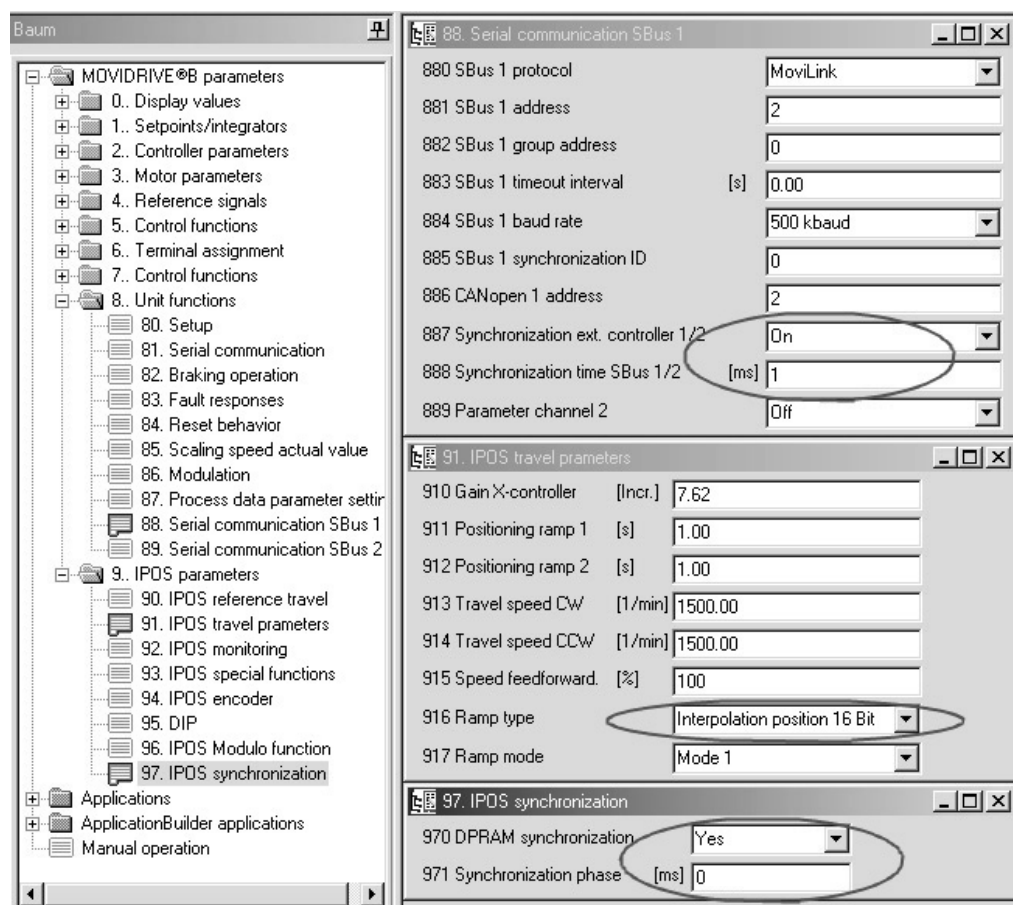 Baum
MOVIDRIVE®B parameters
0.. Display values
1.. Setpoints/integrators
2.. Controller parameters
3.. Motor parameters
4.. Reference signals
5.. Control functions
6.. Terminal assignment
7.. Control functions
8.. Unit functions
80. Setup
81. Serial communication
82. Braking operation
83. Fault responses
84. Reset behavior
85. Scaling speed actual value
86. Modulation
87. Process data parameter settir
88. Serial communication SBus 1
89. Serial communication SBus 2
9.. IPOS parameters
90. IPOS reference travel
91. IPOS travel prameters
92. IPOS monitoring
93. IPOS special functions
94. IPOS encoder
95. DIP
96. IPOS Modulo function
97. IPOS synchronization
Applications
ApplicationBuilder applications
Manual operation
88. Serial communication SBus 1
880 SBus 1 protocol MoviLink
881 SBus 1 address 2
882 SBus 1 group address 0
883 SBus 1 timeout interval [s] 0.00
884 SBus 1 baud rate 500 kbaud
885 SBus 1 synchronization ID 0
886 CANopen 1 address 2
887 Synchronization ext. controller 1/2 On
888 Synchronization time SBus 1/2 [ms] 1
889 Parameter channel 2 Off
91. IPOS travel prameters
910 Gain X-controller [Incr.] 7.62
911 Positioning ramp 1 [s] 1.00
912 Positioning ramp 2 [s] 1.00
913 Travel speed CW [1/min] 1500.00
914 Travel speed CCW [1/min] 1500.00
915 Speed feedforward. [%] 100
916 Ramp type Interpolation position 16 Bit
917 Ramp mode Mode 1
97. IPOS synchronization
970 DPRAM synchronization Yes
971 Synchronization phase [ms] 0